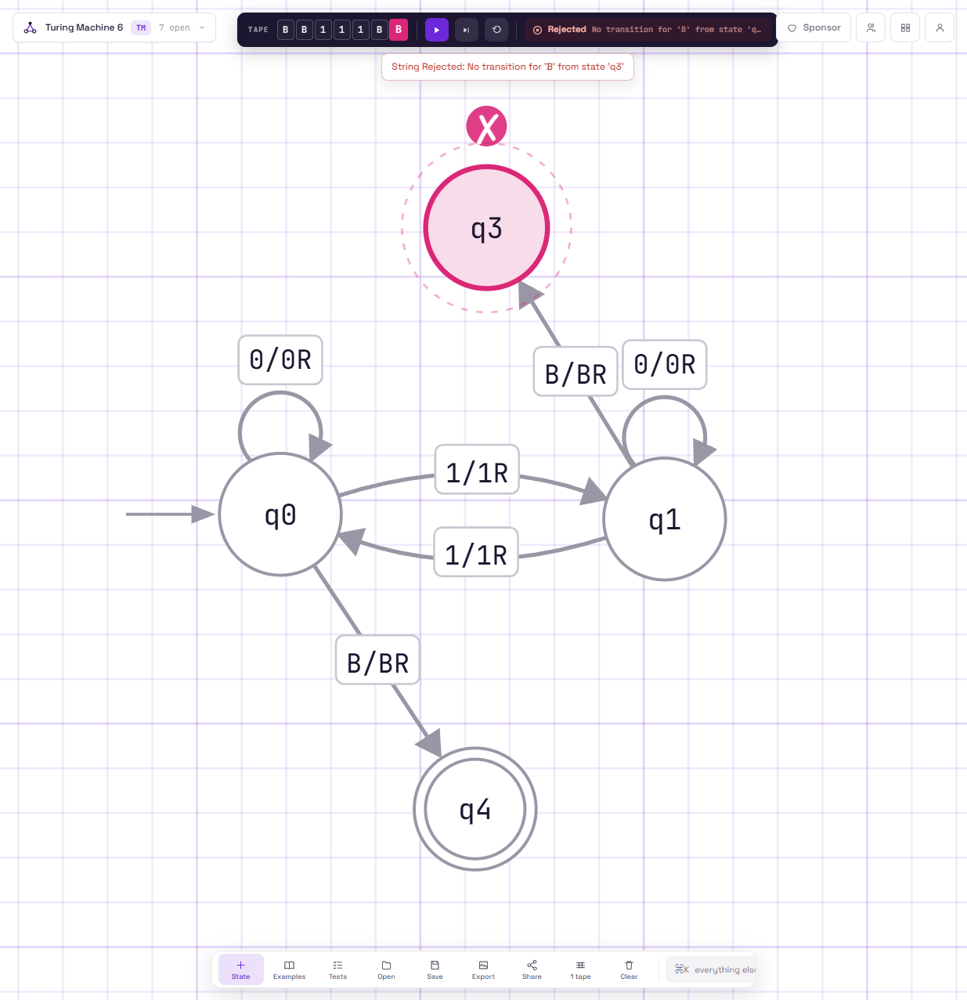 Turing Machine 6 TM 7 open
TAPE B B 1 1 1 B B
Rejected No transition for 'B' from state 'q…
Sponsor
String Rejected: No transition for 'B' from state 'q3'
X
q3
0/0R
B/BR
0/0R
1/1R
q0
q1
1/1R
B/BR
q4
State
Examples
Tests
Open
Save
Export
Share
1 tape
Clear
⌘K everything else